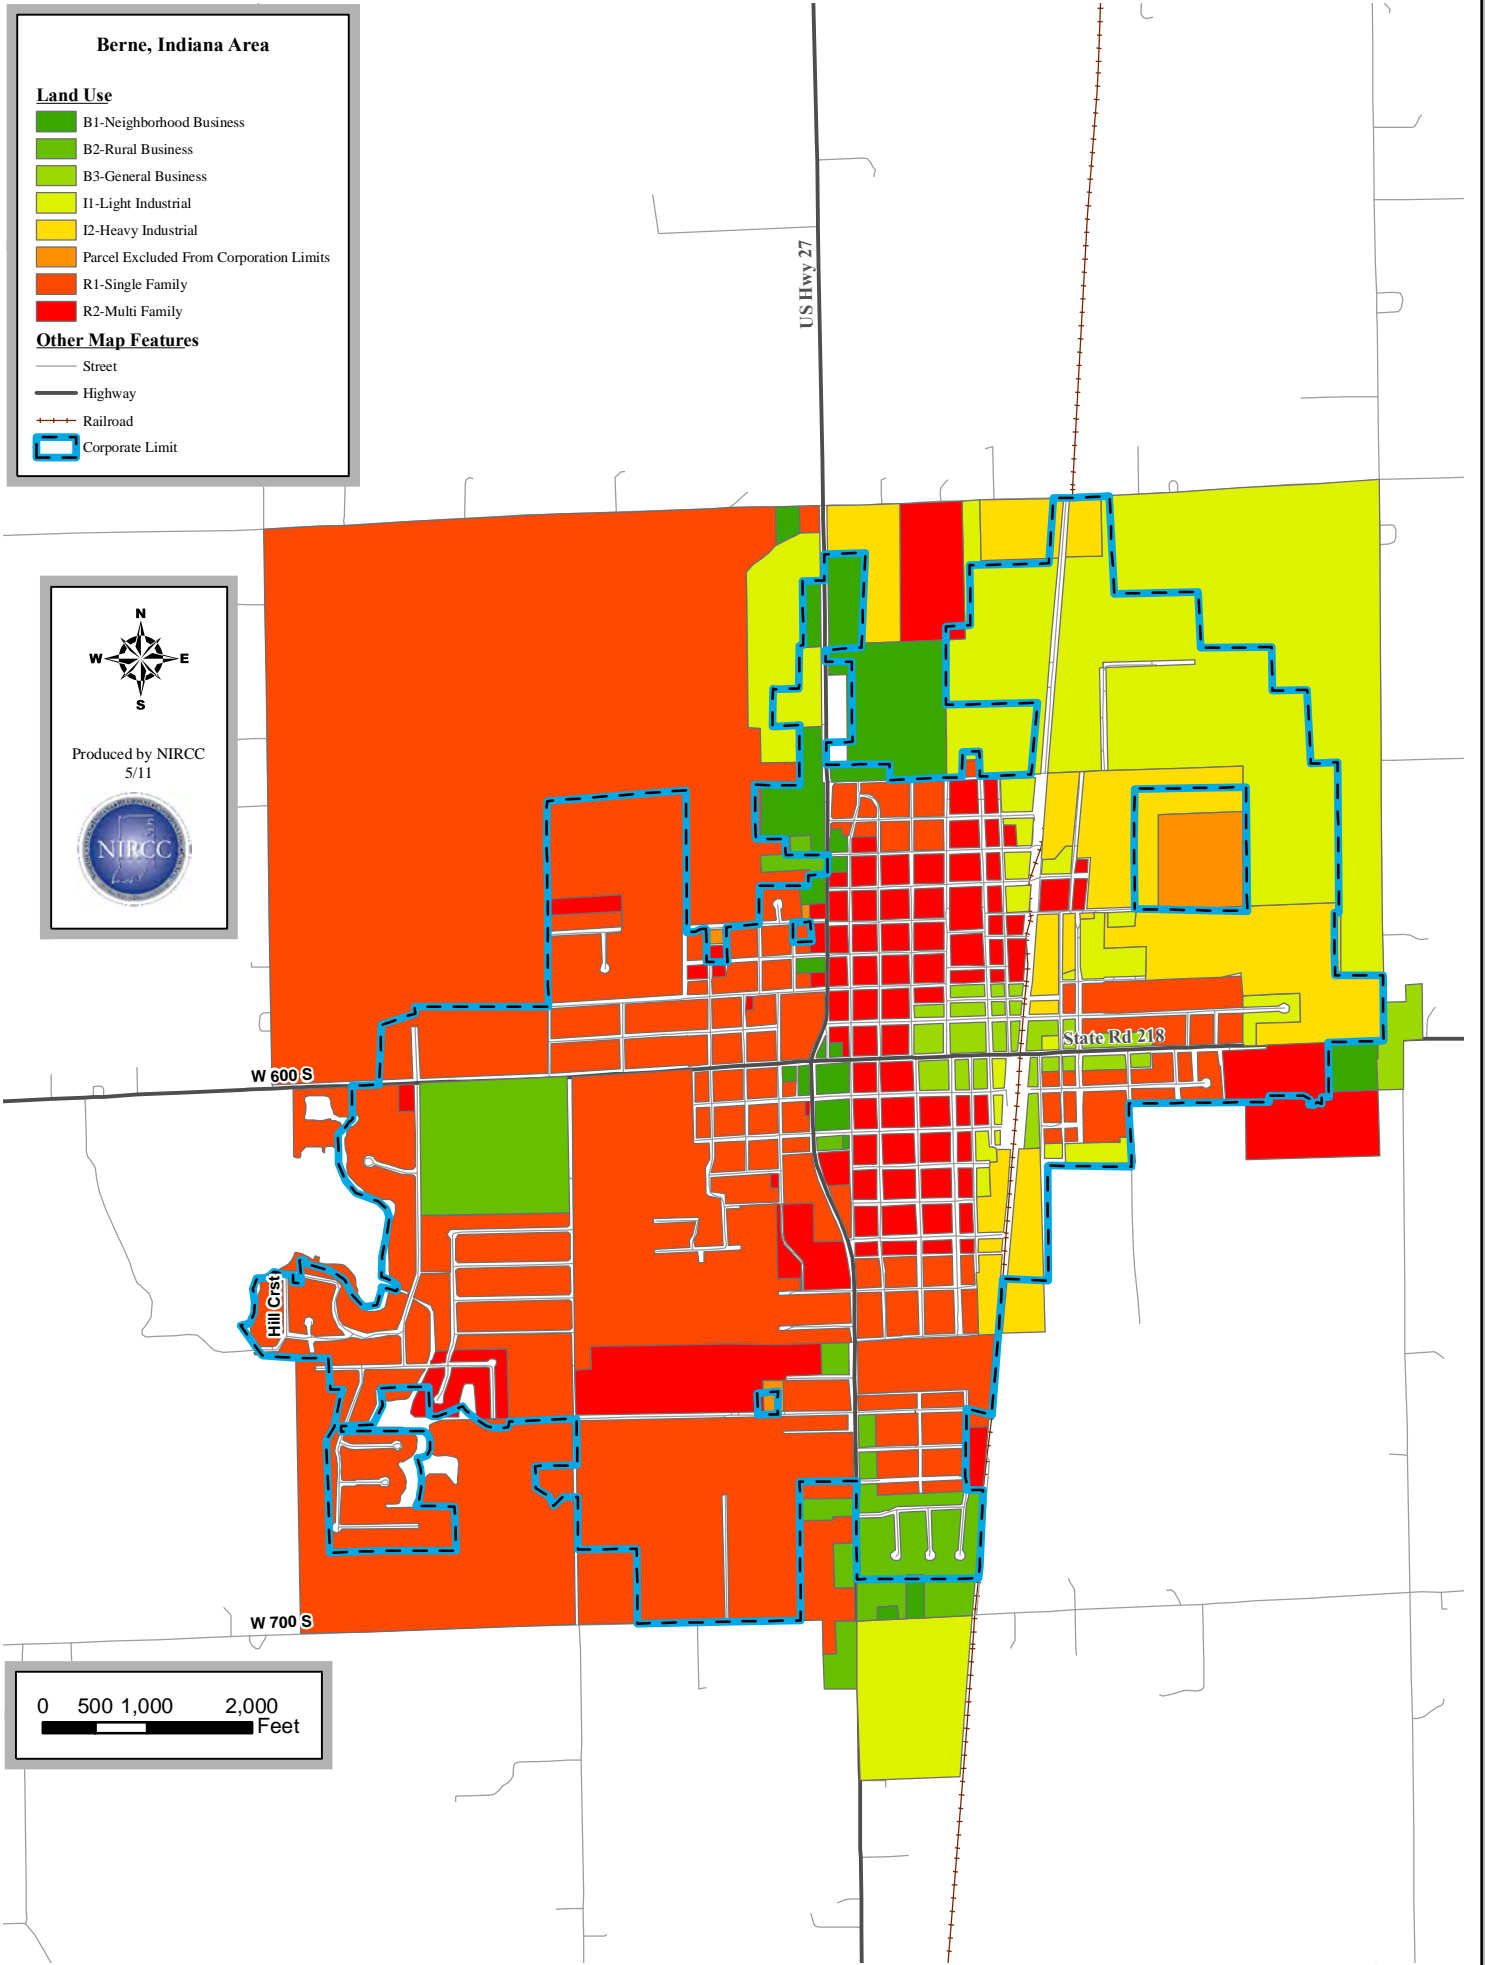 Berne, Indiana Area
Land Use
B1-Neighborhood Business
B2-Rural Business
B3-General Business
I1-Light Industrial
I2-Heavy Industrial
Parcel Excluded From Corporation Limits
R1-Single Family
R2-Multi Family
Other Map Features
Street
Highway
Railroad
Corporate Limit
US Hwy 27
N
W E
S
Produced by NIRCC
5/11
NIRCC
State Rd 218
W 600 S
Hill Crst
W 700 S
0 500 1,000 2,000
Feet